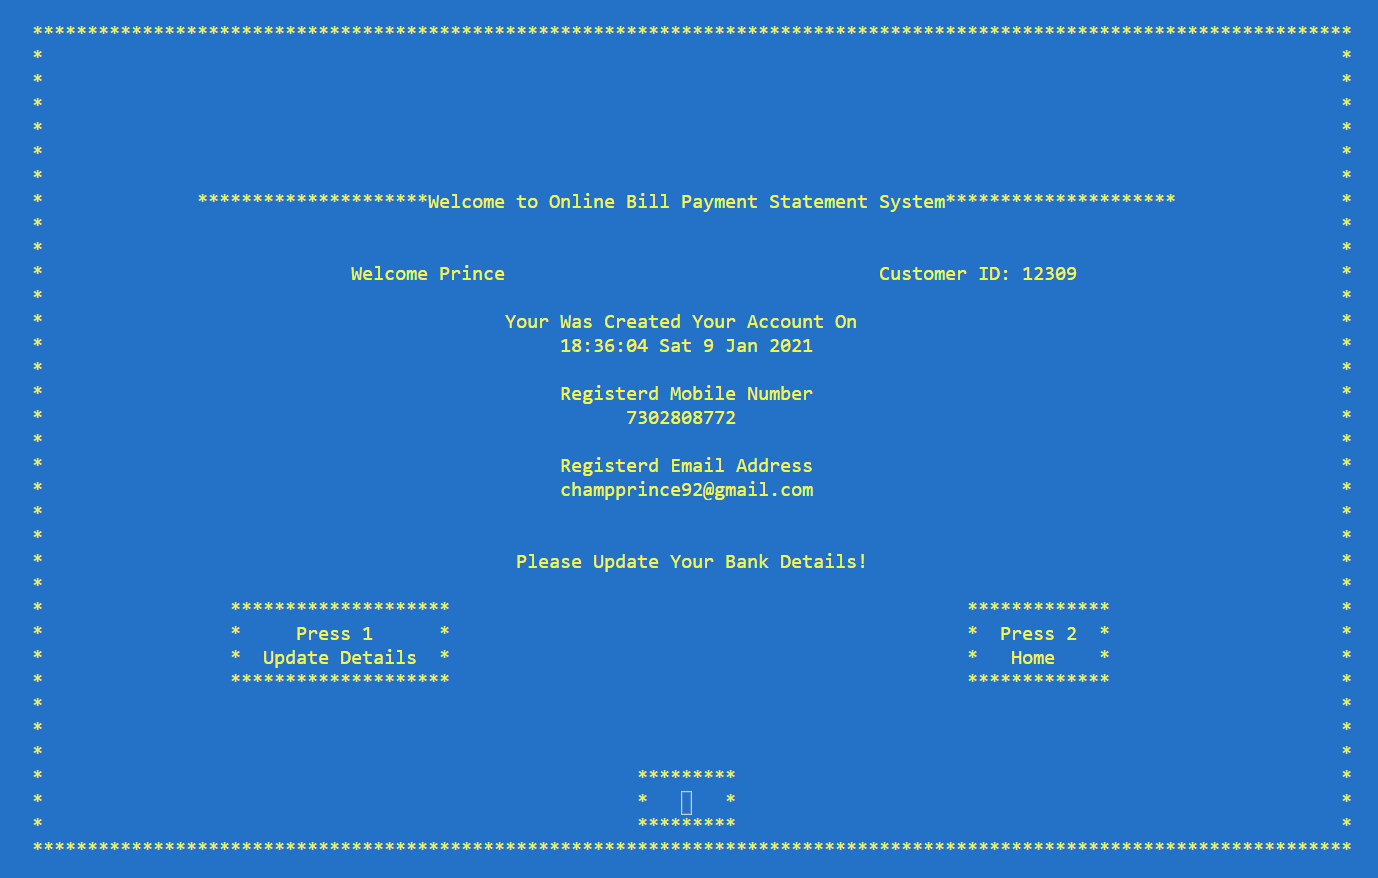 *********************Welcome to Online Bill Payment Statement System*********************
Welcome Prince Customer ID: 12309
Your Was Created Your Account On
18:36:04 Sat 9 Jan 2021
Registerd Mobile Number
7302808772
Registerd Email Address
champprince92@gmail.com
Please Update Your Bank Details!
Press 1 Press 2
Update Details Home